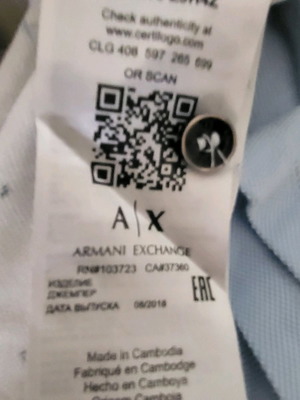 Check authenticity at
www.certilogo.com
CLG 408 597 265 699
OR SCAN
A|X
ARMANI EXCHANGE
RN#103723 CA#37360
ИЗДЕЛИЕ
ДЖЕМПЕР
EAC
ДАТА ВЫПУСКА 06/2018
Made in Cambodia
Fabriqué en Cambodge
Hecho en Camboya